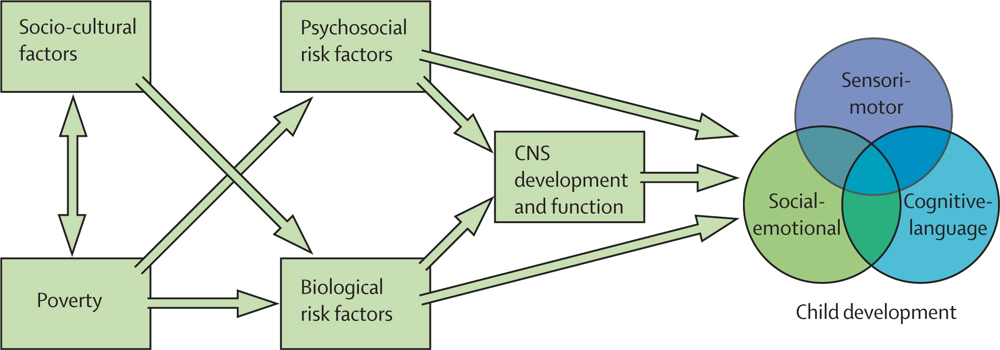 Socio-cultural
factors
Psychosocial
risk factors
Sensori-
motor
CNS
development
and function
Social-
emotional
Cognitive-
language
Poverty
Biological
risk factors
Child development